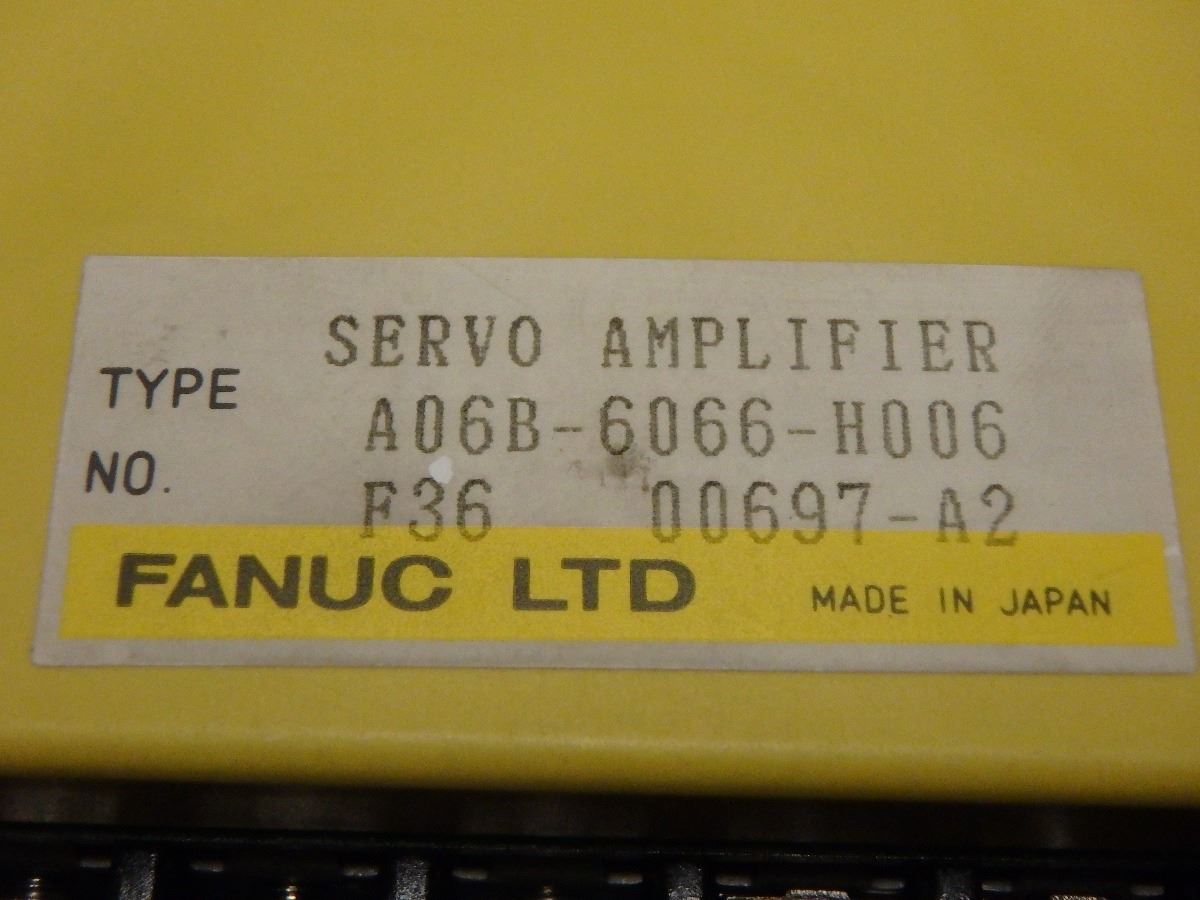 SERVO AMPLIFIER
TYPE A06B-6066-H006
NO. F36 00697-A2
FANUC LTD MADE IN JAPAN